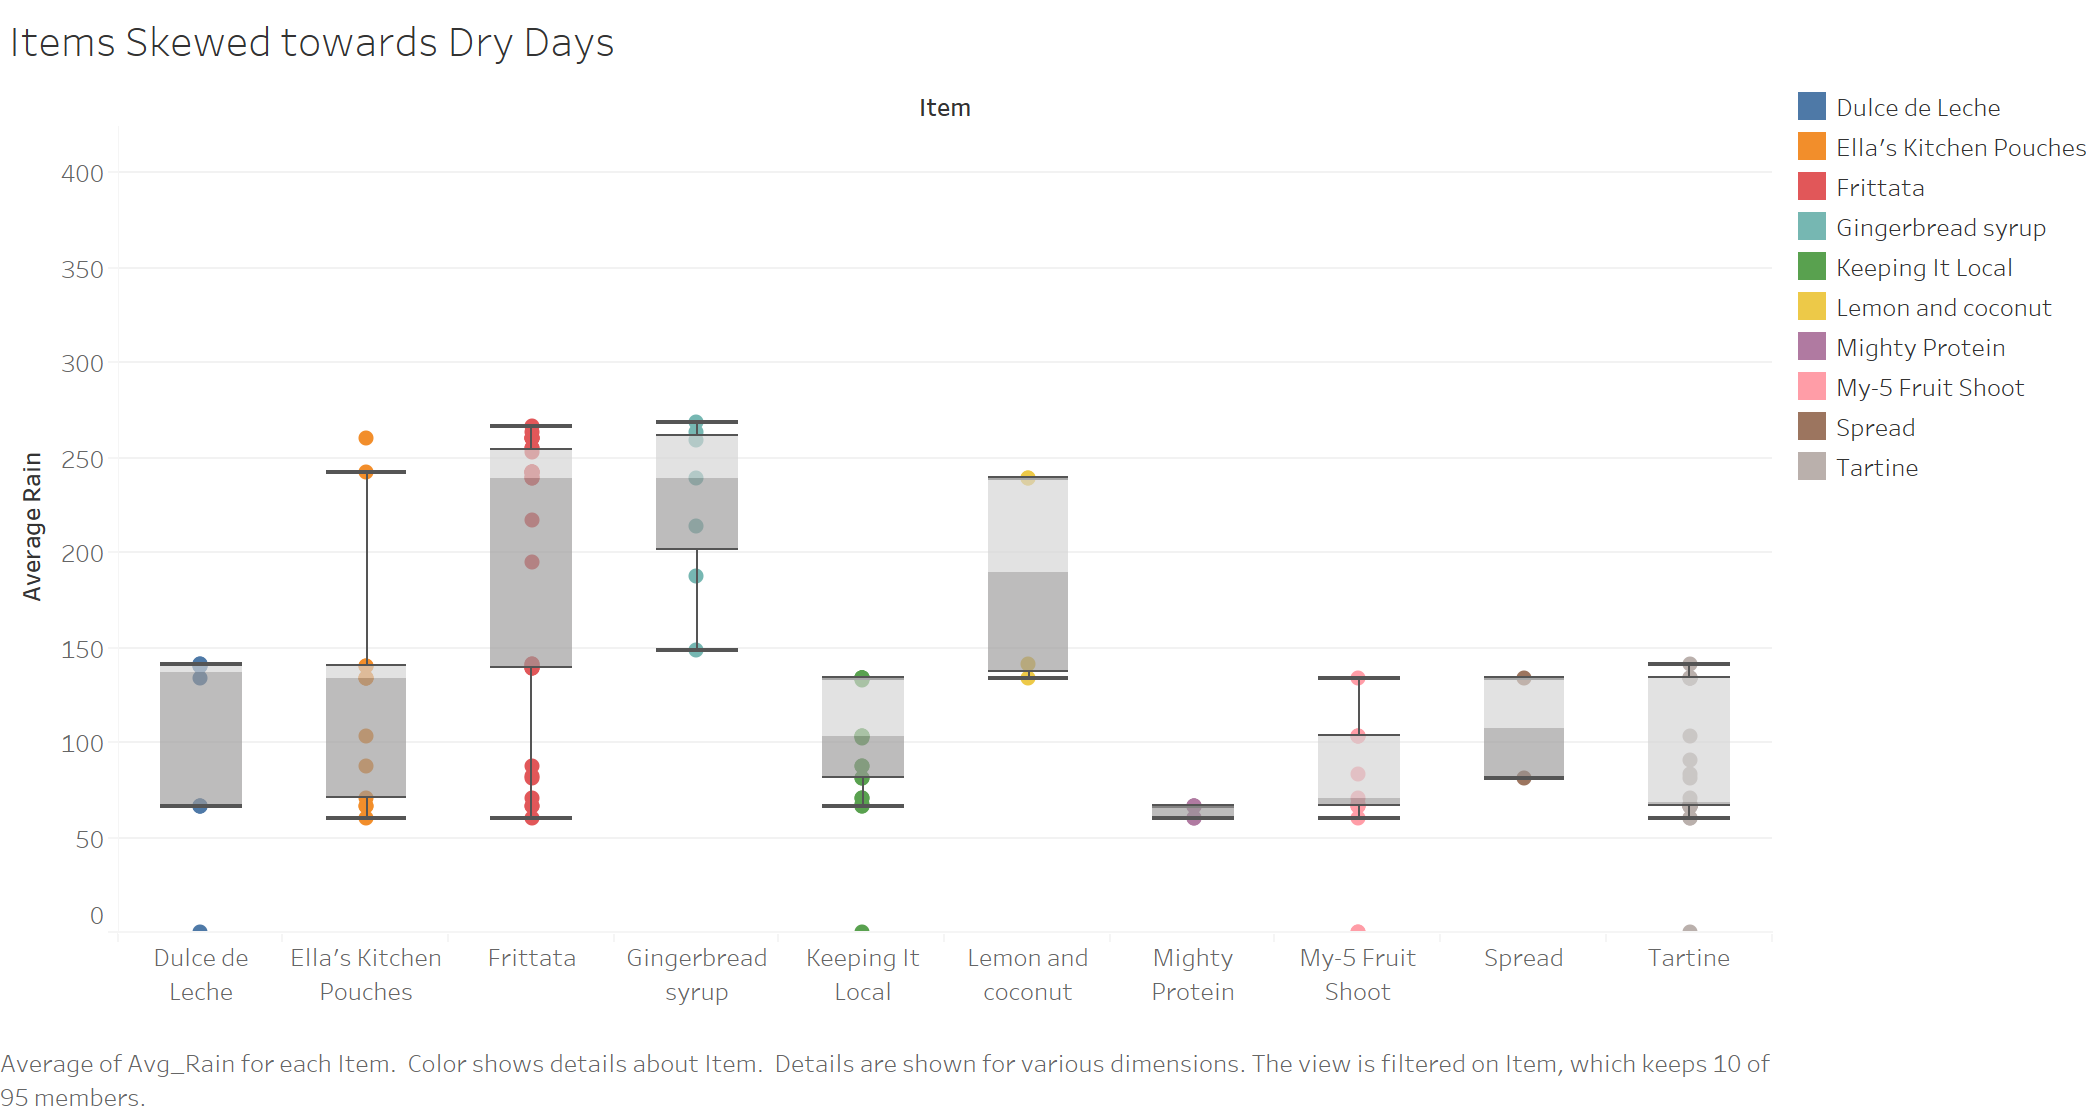 Items Skewed towards Dry Days
Item
400
350
300
250
200
150
100
50
0
Average Rain
Dulce de
Leche
Ella's Kitchen
Pouches
Frittata
Gingerbread
syrup
Keeping It
Local
Lemon and
coconut
Mighty
Protein
My-5 Fruit
Shoot
Spread
Tartine
Dulce de Leche
Ella's Kitchen Pouches
Frittata
Gingerbread syrup
Keeping It Local
Lemon and coconut
Mighty Protein
My-5 Fruit Shoot
Spread
Tartine
Average of Avg_Rain for each Item.  Color shows details about Item.  Details are shown for various dimensions. The view is filtered on Item, which keeps 10 of
95 members.